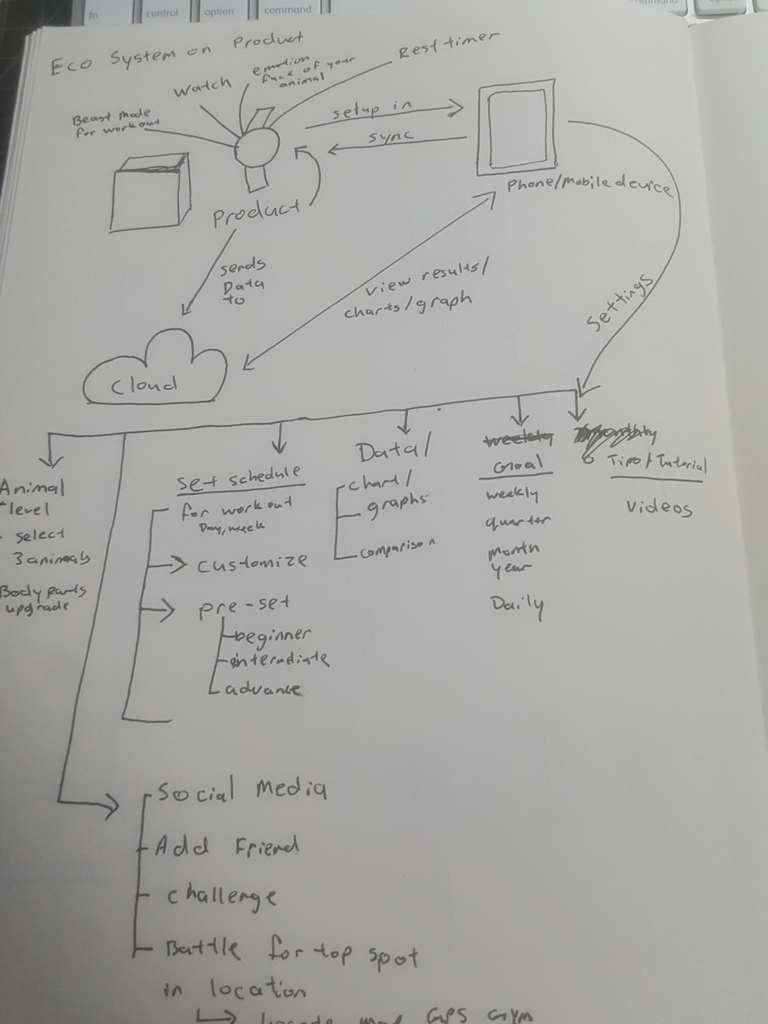 fn
control
option
command
Eco System on Product
Watch
emotion
face of your
animal
Rest timer
Beast Mode
for workout
setup in
sync
Product
Phone/mobile device
sends
Data
to
view results/
charts/graph
settings
Cloud
Animal
level
select
3 animals
Body parts
upgrade
Set schedule
for workout
Day, week
customize
pre-set
beginner
intermdiate
advance
Data/
chart/
graphs
comparison
weekly
Goal
weekly
quarter
month
year
Daily
monthly
Tips/Tutorial
Videos
Social Media
Add Friend
challenge
Battle for top spot
in location
map GPS Gym